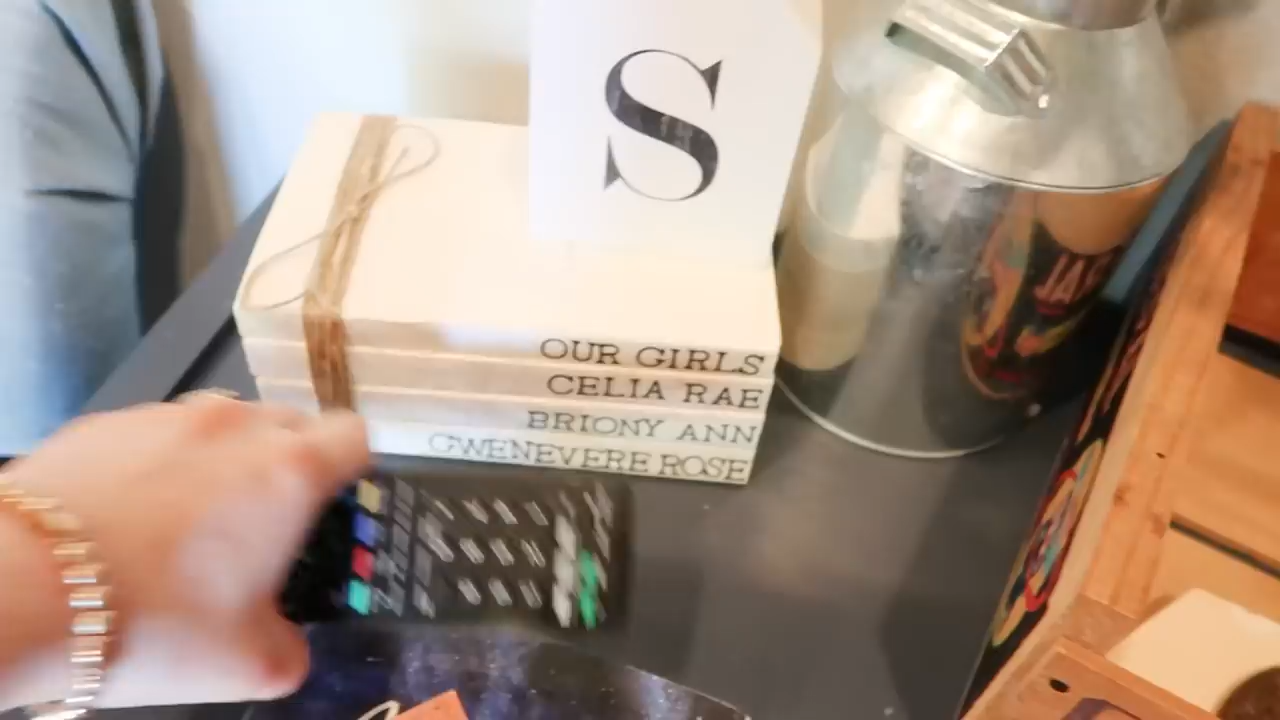 S
OUR GIRLS
CELIA RAE
BRIONY ANN
GWENEVERE ROSE